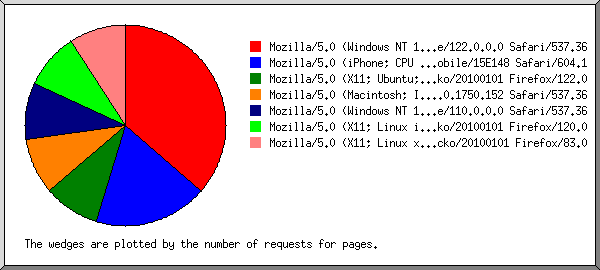 Mozilla/5.0 (Windows NT 1...e/122.0.0.0 Safari/537.36
Mozilla/5.0 (iPhone; CPU ...obile/15E148 Safari/604.1
Mozilla/5.0 (X11; Ubuntu;...ko/20100101 Firefox/122.0
Mozilla/5.0 (Macintosh; I....0.1750.152 Safari/537.36
Mozilla/5.0 (Windows NT 1...e/110.0.0.0 Safari/537.36
Mozilla/5.0 (X11; Linux i...ko/20100101 Firefox/120.0
Mozilla/5.0 (X11; Linux x...cko/20100101 Firefox/83.0
The wedges are plotted by the number of requests for pages.